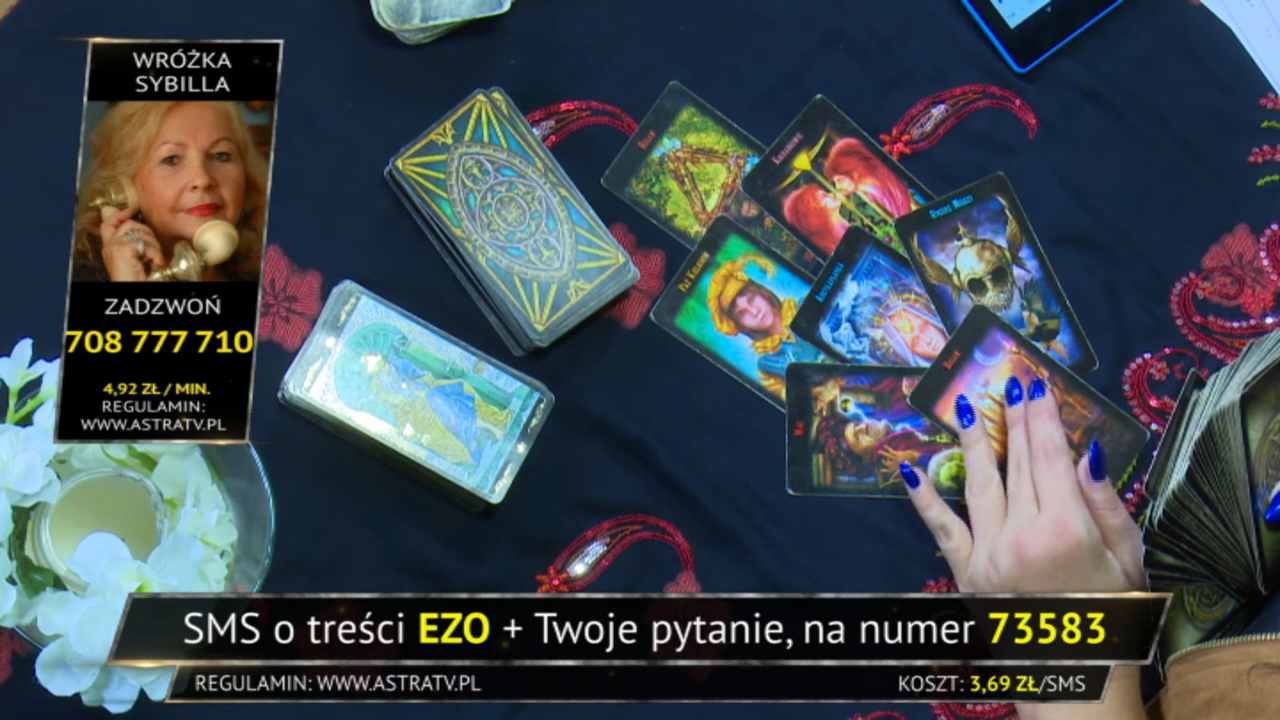 WRÓŻKA
SYBILLA
ZADZWOŃ
708 777 710
4,92 ZŁ / MIN.
REGULAMIN:
WWW.ASTRATV.PL
SMS o treści EZO + Twoje pytanie, na numer 73583
REGULAMIN: WWW.ASTRATV.PL
KOSZT: 3,69 ZŁ/SMS